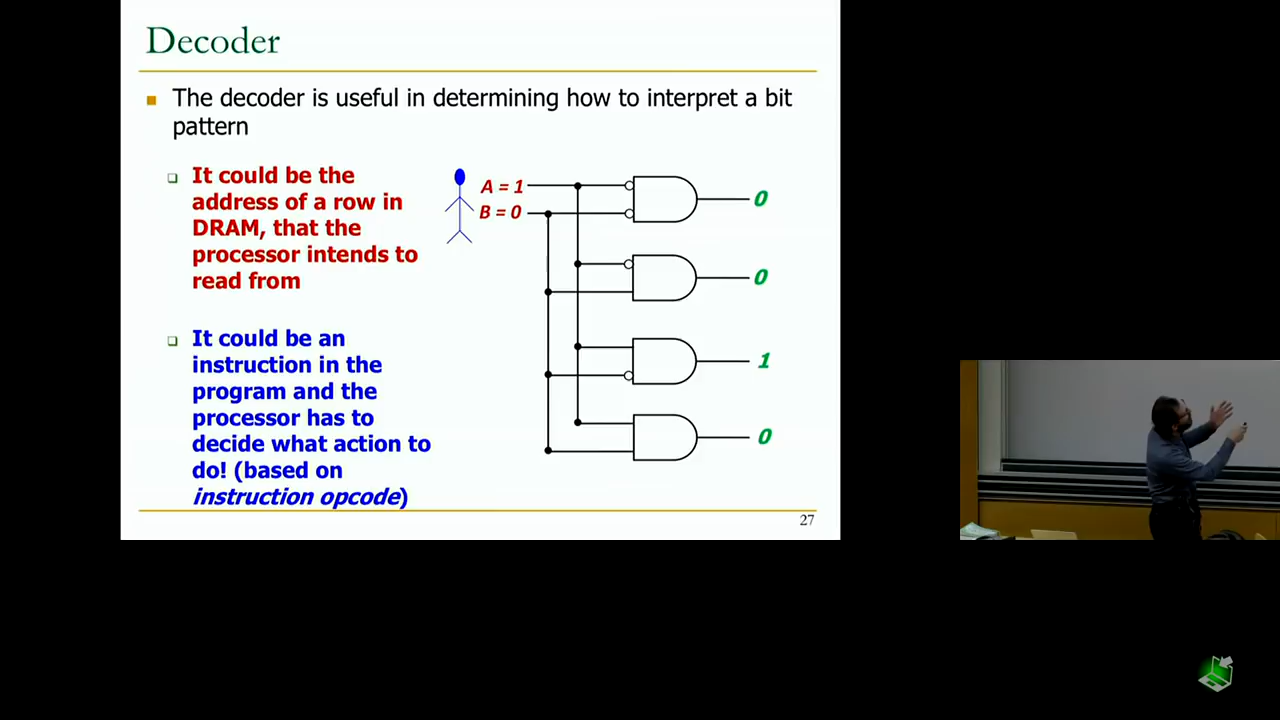 Decoder
The decoder is useful in determining how to interpret a bit
pattern
It could be the
address of a row in
DRAM, that the
processor intends to
read from
It could be an
instruction in the
program and the
processor has to
decide what action to
do! (based on
instruction opcode)
A = 1
B = 0
0
0
1
0
27